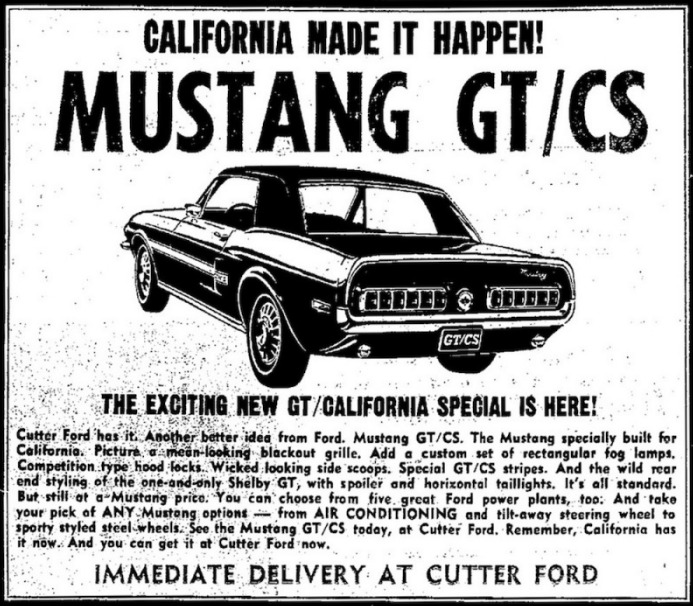 CALIFORNIA MADE IT HAPPEN!
MUSTANG GT/CS
Mustang
GT/CS
THE EXCITING NEW GT/CALIFORNIA SPECIAL IS HERE!
Cutter Ford has it. Another better idea from Ford. Mustang GT/CS. The Mustang specially built for
California. Picture a mean-looking blackout grille. Add a custom set of rectangular fog lamps.
Competition type hood locks. Wicked looking side scoops. Special GT/CS stripes. And the wild rear
end styling of the one-and-only Shelby GT, with spoiler and horizontal taillights. It's all standard.
But still at a Mustang price. You can choose from five great Ford power plants, too. And take
your pick of ANY Mustang options — from AIR CONDITIONING and tilt-away steering wheel to
sporty styled steel wheels. See the Mustang GT/CS today, at Cutter Ford. Remember, California has
it now. And you can get it at Cutter Ford now.
IMMEDIATE DELIVERY AT CUTTER FORD